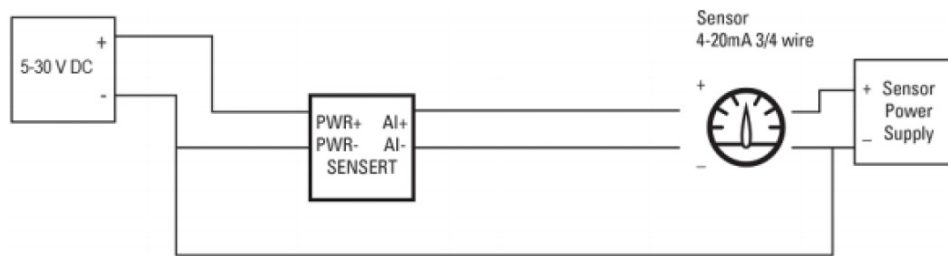 Sensor
4-20mA 3/4 wire
+
5-30 V DC
-
PWR+ AI+
PWR- AI-
SENSERT
+
_
+ Sensor
Power
_ Supply